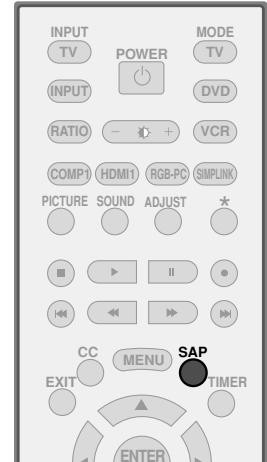 INPUT MODE
TV POWER TV
INPUT DVD
RATIO - + VCR
COMP1 HDMI1 RGB-PC SIMPLINK
PICTURE SOUND ADJUST *
CC MENU SAP
EXIT TIMER
ENTER